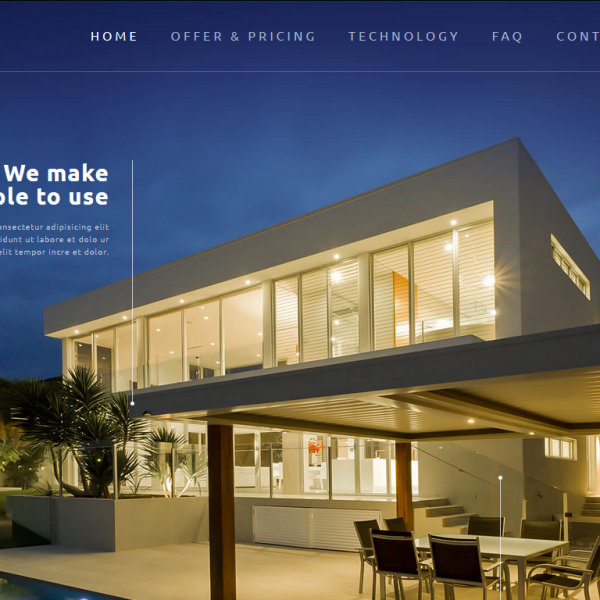 HOME OFFER & PRICING TECHNOLOGY FAQ CONT
We make
ble to use
onsectetur adipisicing elit
idunt ut labore et dolo ur
elit tempor incre et dolor.